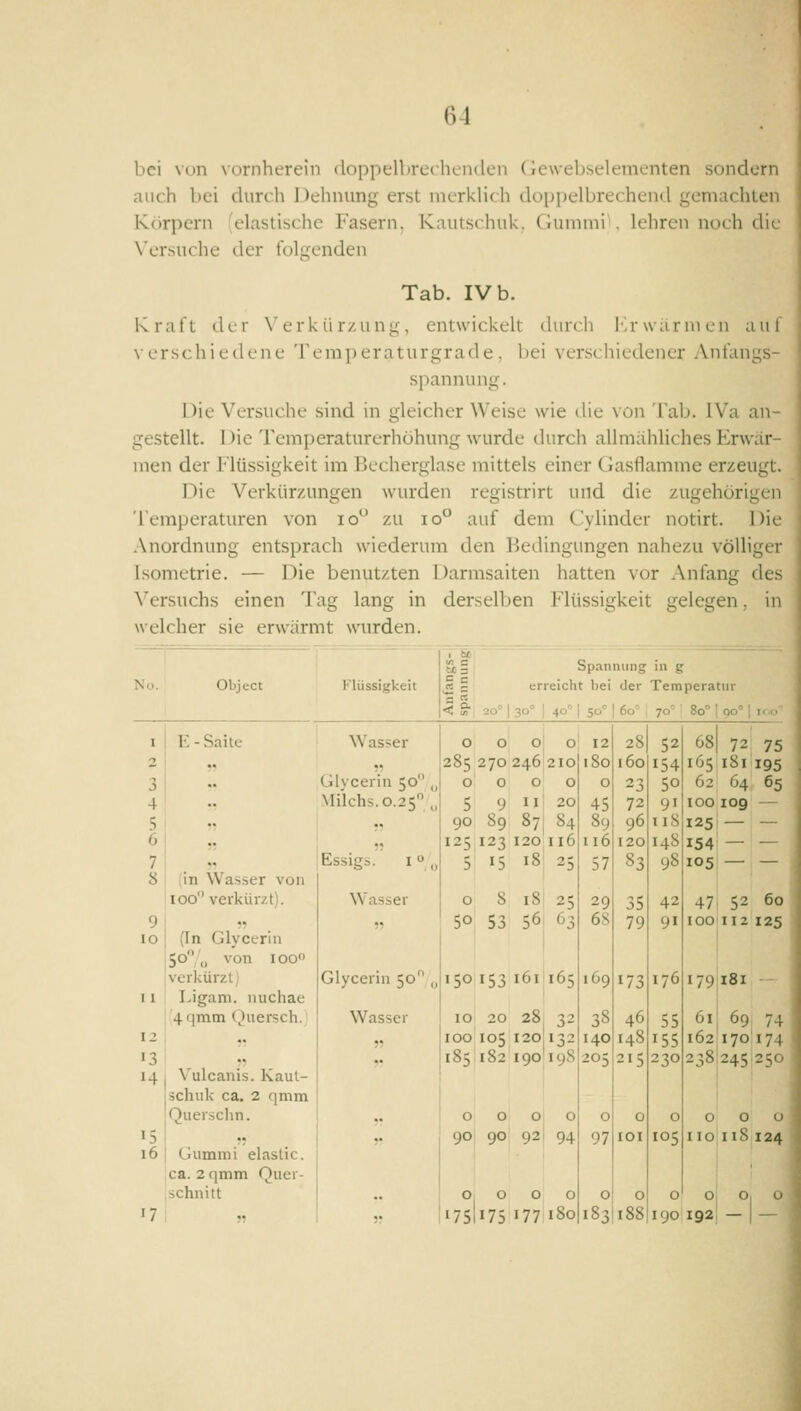 64
bei von vornherein doppelbrechenden Gewebselementen sondern
auch bei durch Dehnung erst merklich doppelbrechend gemachten
Körpern (elastische Fasern, Kautschuk, Gummi), lehren noch die
Versuche der folgenden
Tab. IVb.
Kraft der Verkürzung, entwickelt durch Erwärmen auf
verschiedene Temperaturgrade, bei verschiedener Anfangs-
spannung.
Die Versuche sind in gleicher Weise wie die von Tab. IVa an-
gestellt. Die Temperaturerhöhung wurde durch allmähliches Erwär-
men der Flüssigkeit im Becherglase mittels einer Gasflamme erzeugt.
Die Verkürzungen wurden registrirt und die zugehörigen
Temperaturen von 10° zu 10° auf dem Cylinder notirt. Die
Anordnung entsprach wiederum den Bedingungen nahezu völliger
Isometrie. — Die benutzten Darmsaiten hatten vor Anfang des
Versuchs einen Tag lang in derselben Flüssigkeit gelegen, in
welcher sie erwärmt wurden.
No. Object Flüssigkeit Anfangs-spannung Spannung in g
erreicht bei der Temperatur
20° 30° 40° 50° 60° 70° 80° 90° 100°
1 E-Saite Wasser 0 0 0 0 12 28 52 68 72 75
2 „ „ 285 270 246 210 180 160 154 165 181 195
3 „ Glycerin 50% 0 0 0 0 0 23 50 62 64 65
4 „ Milchs. 0.25% 5 9 11 20 45 72 91 100 109 —
5 „ „ 90 89 87 84 89 96 118 125 — —
6 „ „ 125 123 120 116 116 120 148 154 — —
7 „ Essigs. 1% 5 15 18 25 57 83 98 105 — —
8 (in Wasser von
100° verkürzt). Wasser 0 8 18 25 29 35 42 47 52 60
9 „ „ 50 53 56 63 68 79 91 100 112 125
10 (In Glycerin
50% von 100°
verkürzt) Glycerin 50% 150 153 161 165 169 173 176 179 181 —
11 Ligam. nuchae
(4 qmm Quersch.) Wasser 10 20 28 32 38 46 55 61 69 74
12 „ „ 100 105 120 132 140 148 155 162 170 174
13 „ „ 185 182 190 198 205 215 230 238 245 250
14 Vulcanis. Kaut-
schuk ca. 2 qmm
Querschn. „ 0 0 0 0 0 0 0 0 0 0
15 „ „ 90 90 92 94 97 101 105 110 118 124
16 Gummi elastic.
ca. 2 qmm Quer-
schnitt „ 0 0 0 0 0 0 0 0 0 0
17 „ „ 175 175 177 180 183 188 190 192 — —